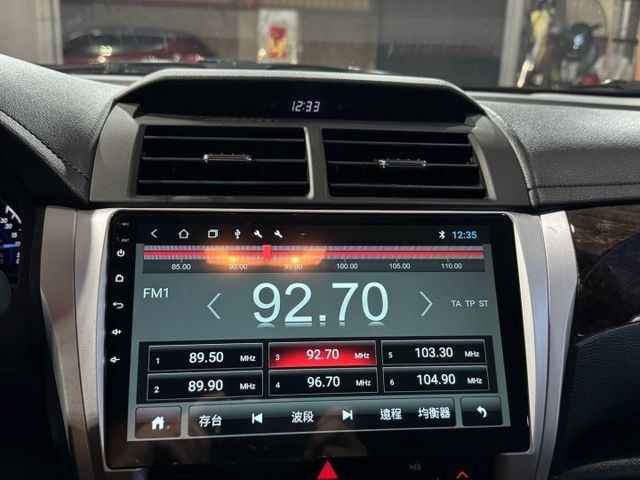 12:33
MIC
RST
12:35
85.00 90.00 95.00 100.00 105.00 110.00
FM1
92.70
TA TP ST
1 89.50 MHz
3 92.70 MHz
5 103.30 MHz
2 89.90 MHz
4 96.70 MHz
6 104.90 MHz
存台 波段 遠程 均衡器